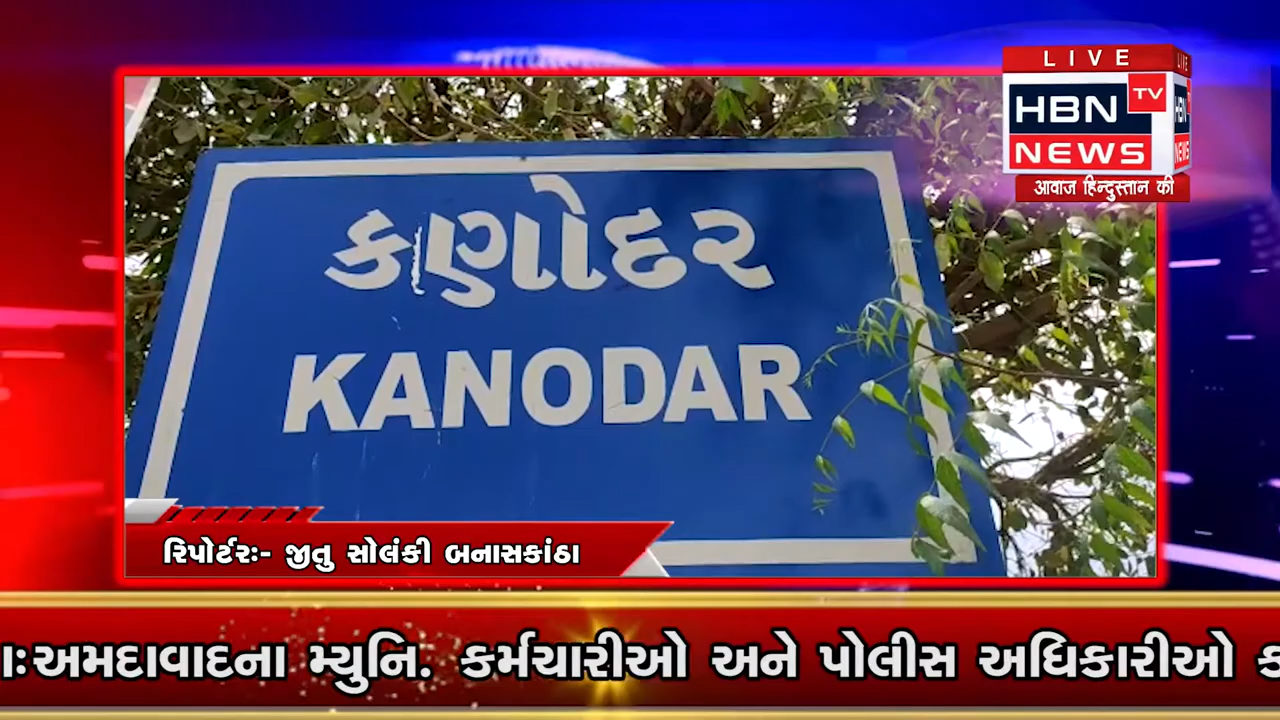 LIVE
HBN TV
NEWS
आवाज हिन्दुस्तान की
કણોદર
KANODAR
રિપોર્ટરઃ- જીતુ સોલંકી બનાસકાંઠા
અમદાવાદના મ્યુનિ. કર્મચારીઓ અને પોલીસ અધિકારીઓ